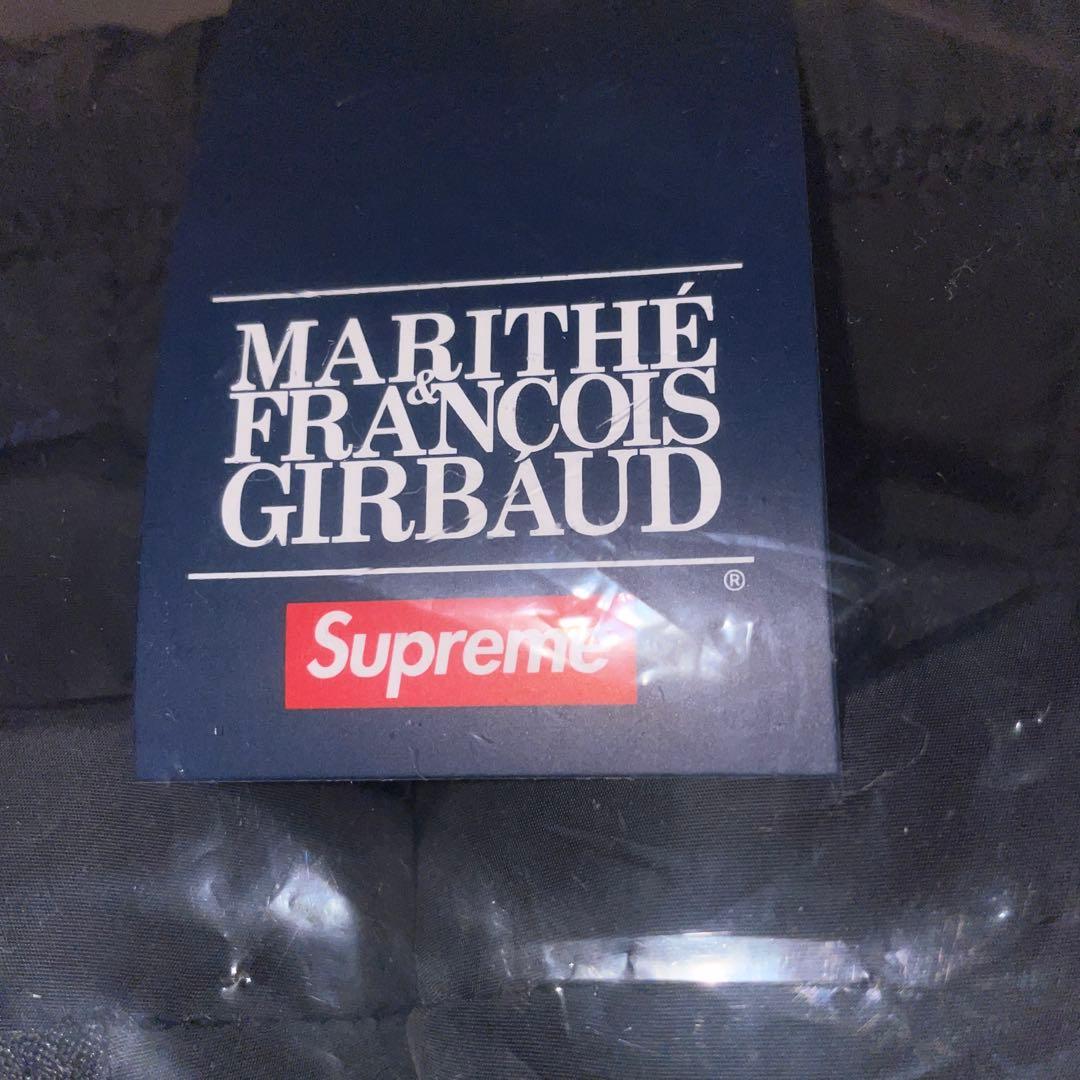 MARITHÉ
&
FRANÇOIS
GIRBAUD
®
Supreme